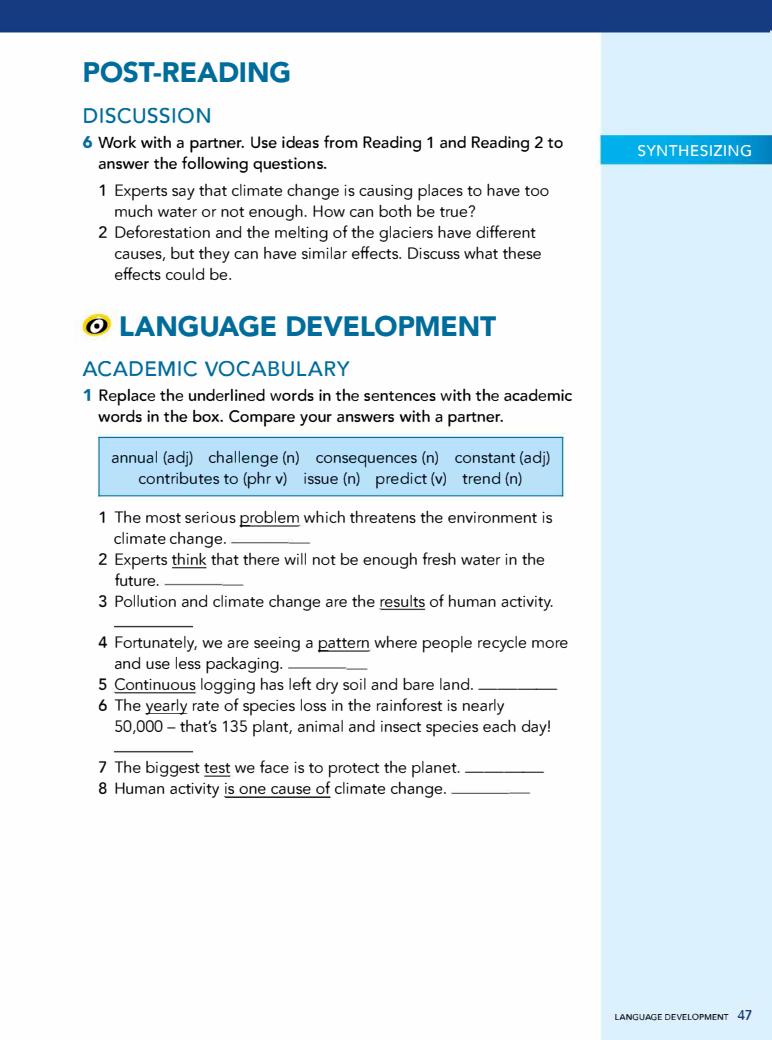 POST-READING
DISCUSSION
6 Work with a partner. Use ideas from Reading 1 and Reading 2 to
answer the following questions.
SYNTHESIZING
1 Experts say that climate change is causing places to have too
much water or not enough. How can both be true?
2 Deforestation and the melting of the glaciers have different
causes, but they can have similar effects. Discuss what these
effects could be.
LANGUAGE DEVELOPMENT
ACADEMIC VOCABULARY
1 Replace the underlined words in the sentences with the academic
words in the box. Compare your answers with a partner.
annual (adj) challenge (n) consequences (n) constant (adj)
contributes to (phr v) issue (n) predict (v) trend (n)
1 The most serious problem which threatens the environment is
climate change.
2 Experts think that there will not be enough fresh water in the
future.
3 Pollution and climate change are the results of human activity.
4 Fortunately, we are seeing a pattern where people recycle more
and use less packaging.
5 Continuous logging has left dry soil and bare land.
6 The yearly rate of species loss in the rainforest is nearly
50,000 – that's 135 plant, animal and insect species each day!
7 The biggest test we face is to protect the planet.
8 Human activity is one cause of climate change.
LANGUAGE DEVELOPMENT 47